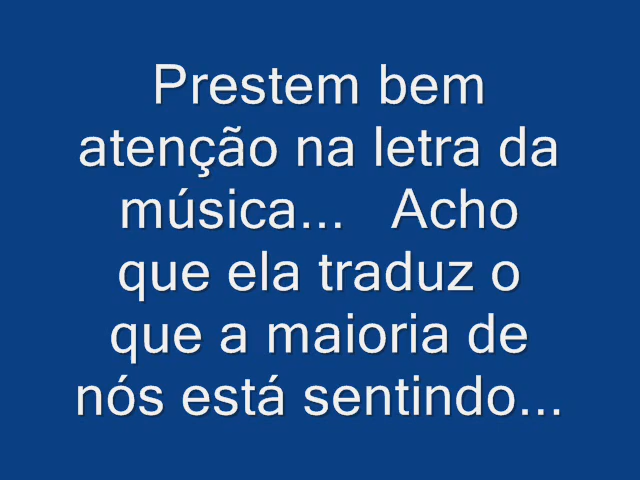 Prestem bem
atenção na letra da
música... Acho
que ela traduz o
que a maioria de
nós está sentindo...